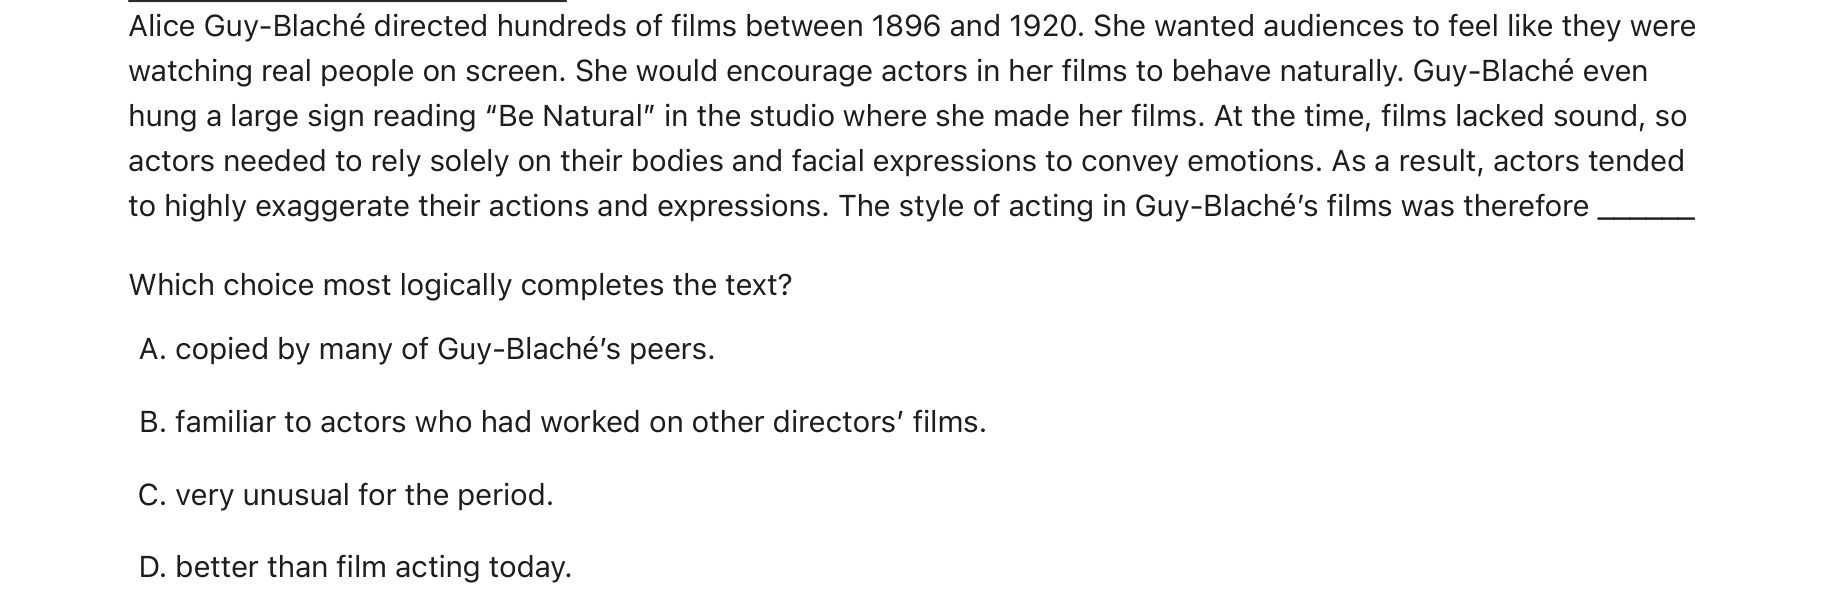 Alice Guy-Blaché directed hundreds of films between 1896 and 1920. She wanted audiences to feel like they were
watching real people on screen. She would encourage actors in her films to behave naturally. Guy-Blaché even
hung a large sign reading “Be Natural” in the studio where she made her films. At the time, films lacked sound, so
actors needed to rely solely on their bodies and facial expressions to convey emotions. As a result, actors tended
to highly exaggerate their actions and expressions. The style of acting in Guy-Blaché’s films was therefore ______
Which choice most logically completes the text?
A. copied by many of Guy-Blaché’s peers.
B. familiar to actors who had worked on other directors’ films.
C. very unusual for the period.
D. better than film acting today.